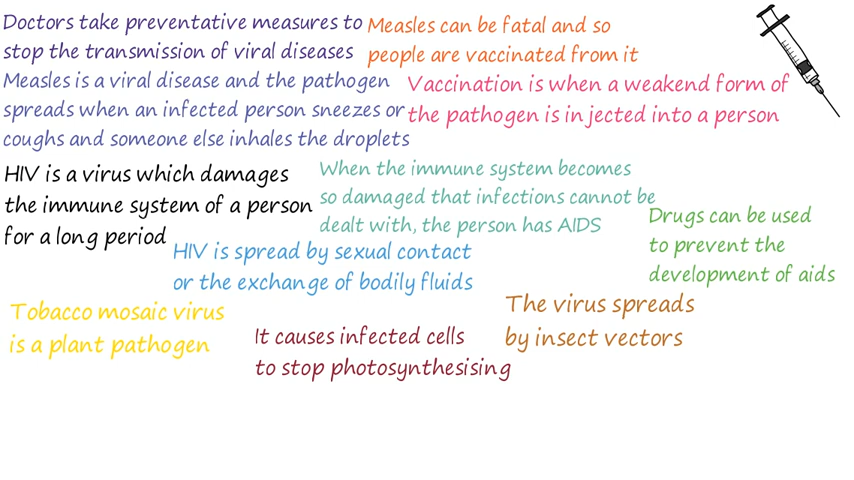 Doctors take preventative measures to
stop the transmission of viral diseases
Measles can be fatal and so
people are vaccinated from it
Measles is a viral disease and the pathogen
spreads when an infected person sneezes or
coughs and someone else inhales the droplets
Vaccination is when a weakend form of
the pathogen is injected into a person
HIV is a virus which damages
the immune system of a person
for a long period
When the immune system becomes
so damaged that infections cannot be
dealt with, the person has AIDS
HIV is spread by sexual contact
or the exchange of bodily fluids
Drugs can be used
to prevent the
development of aids
Tobacco mosaic virus
is a plant pathogen
It causes infected cells
to stop photosynthesising
The virus spreads
by insect vectors